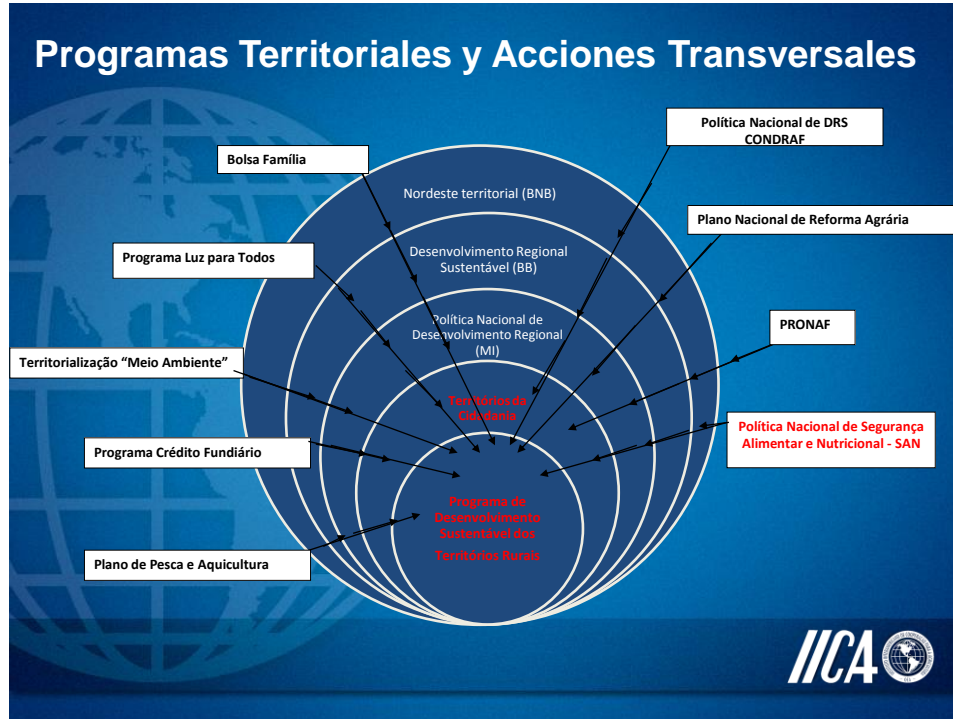 Programas Territoriales y Acciones Transversales
Política Nacional de DRS
CONDRAF
Bolsa Família
Nordeste territorial (BNB)
Plano Nacional de Reforma Agrária
Desenvolvimento Regional
Sustentável (BB)
Programa Luz para Todos
Política Nacional de
Desenvolvimento Regional
(MI)
PRONAF
Territorialização “Meio Ambiente”
Territórios da
Cidadania
Política Nacional de Segurança
Alimentar e Nutricional - SAN
Programa Crédito Fundiário
Programa de
Desenvolvimento
Sustentável dos
Territórios Rurais
Plano de Pesca e Aquicultura
IICA